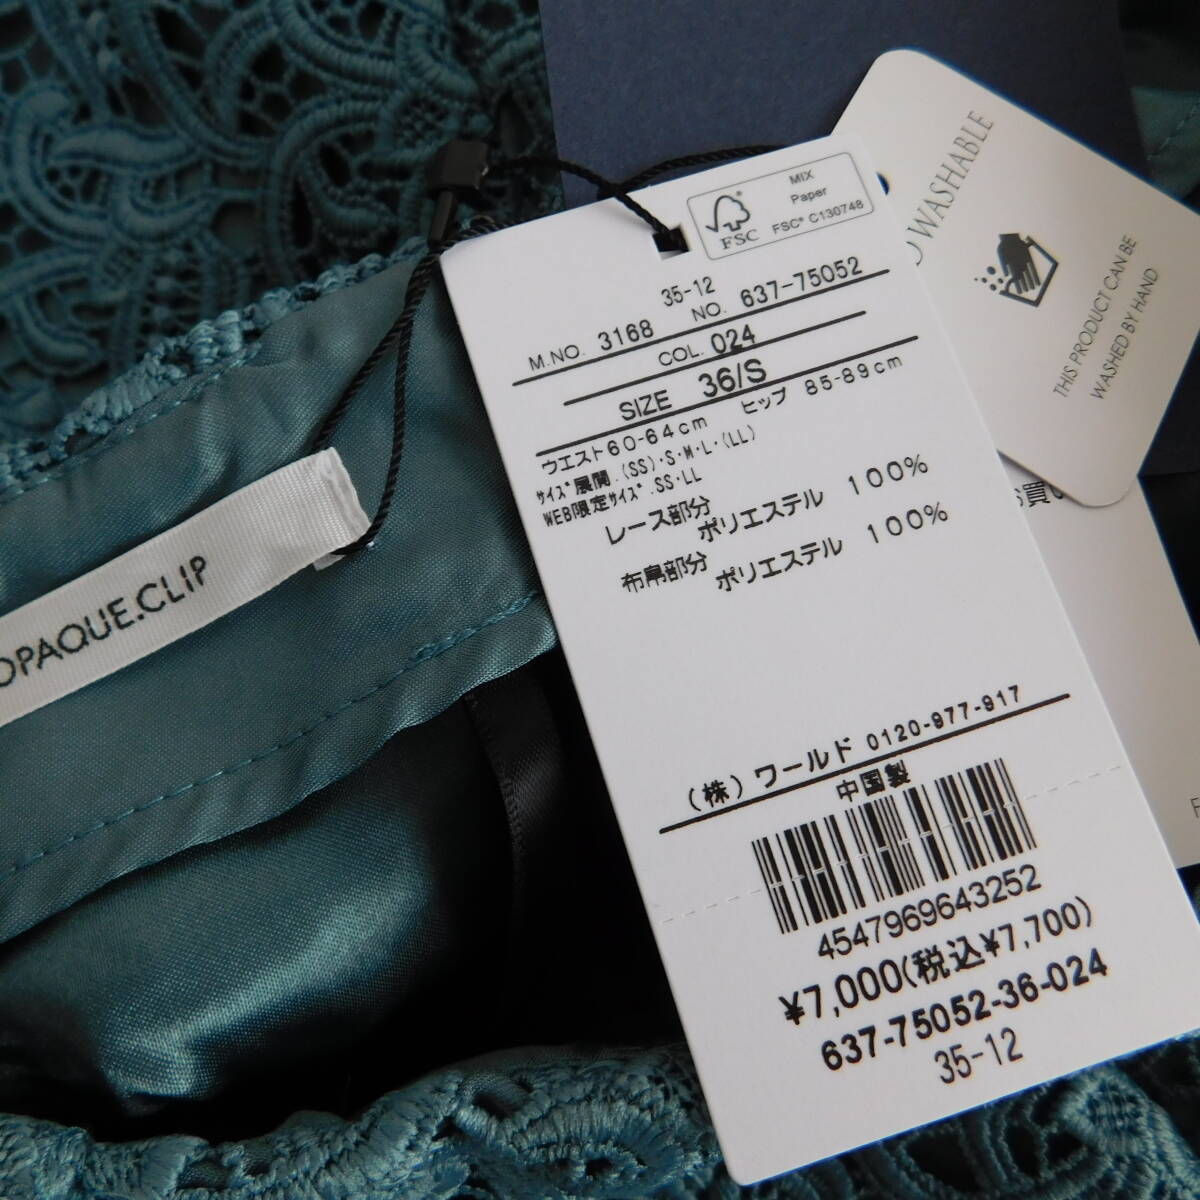 MIX
Paper
FSC® C130748
FSC
35-12
M.NO. 3168 NO. 637-75052
COL. 024
SIZE 36/S
ウエスト60-64cm ヒップ 85-89cm
サイズ展開.(SS)・S・M・L・(LL)
WEB限定サイズ.SS・LL
レース部分
ポリエステル 100%
布帛部分
ポリエステル 100%
(株)ワールド 0120-977-917
中国製
4547969643252
¥7,000(税込¥7,700)
637-75052-36-024
35-12
OPAQUE.CLIP
WASHABLE
THIS PRODUCT CAN BE
WASHED BY HAND
お買い